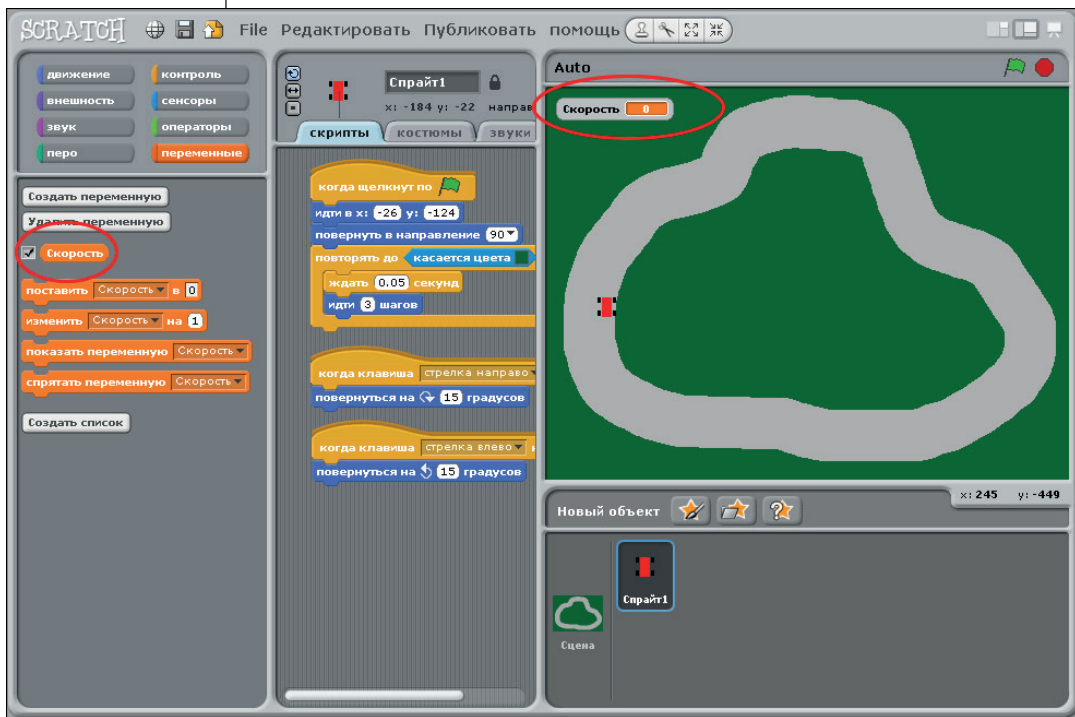 SCRATCH File Редактировать Публиковать помощь
движение контроль
внешность сенсоры
звук операторы
перо переменные
Создать переменную
Удалить переменную
Скорость
поставить Скорость в 0
изменить Скорость на 1
показать переменную Скорость
спрятать переменную Скорость
Создать список
Спрайт1
x: -184 y: -22 направ
скрипты костюмы звуки
когда щелкнут по
идти в x: -26 y: -124
повернуть в направление 90
повторять до касается цвета
ждать 0.05 секунд
идти 3 шагов
когда клавиша стрелка направо
повернуться на 15 градусов
когда клавиша стрелка влево
повернуться на 15 градусов
Auto
Скорость 0
x: 245 y: -449
Новый объект
Спрайт1
Сцена